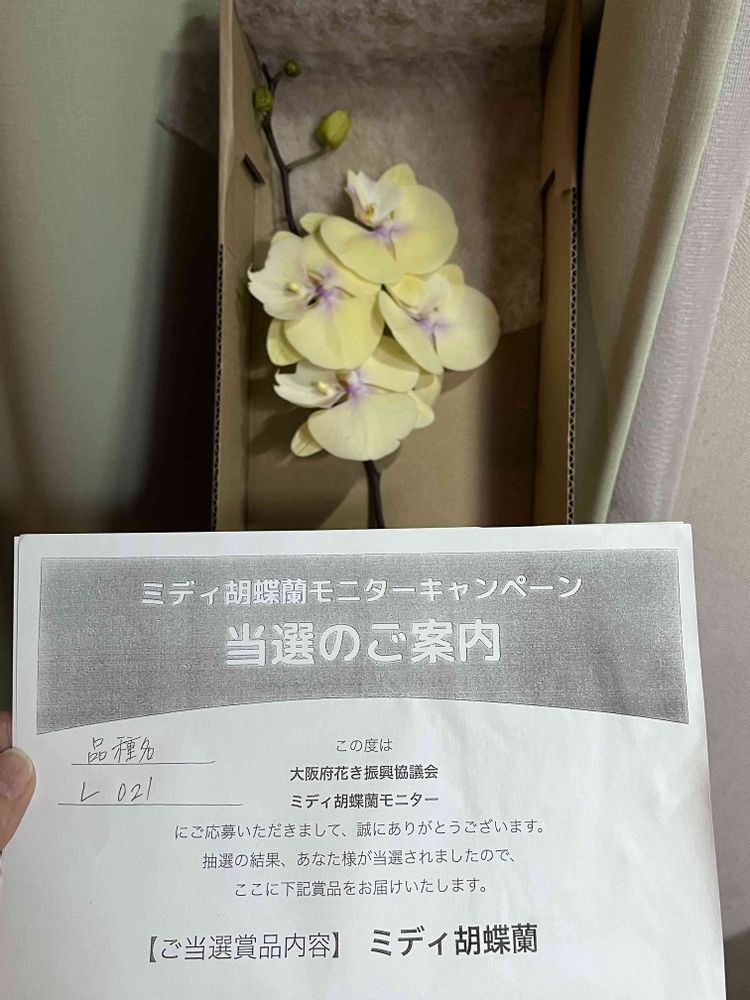 ミディ胡蝶蘭モニターキャンペーン
当選のご案内
品種名
L 021
この度は
大阪府花き振興協議会
ミディ胡蝶蘭モニター
にご応募いただきまして、誠にありがとうございます。
抽選の結果、あなた様が当選されましたので、
ここに下記賞品をお届けいたします。
【ご当選賞品内容】 ミディ胡蝶蘭